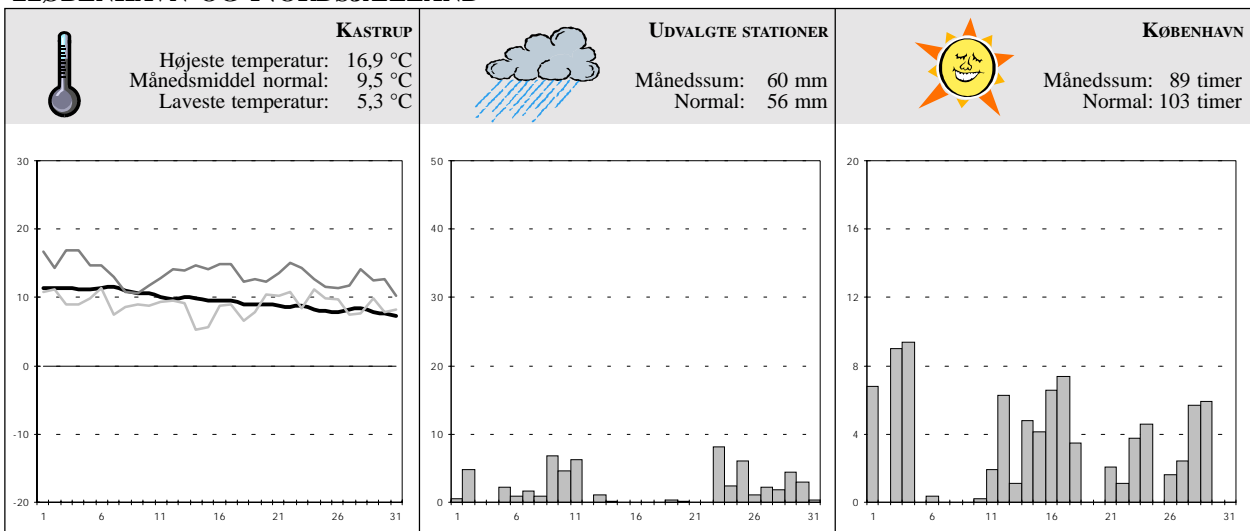 KØBENHAVN OG NORDSJÆLLAND
KASTRUP
Højeste temperatur: 16,9 °C
Månedsmiddel normal: 9,5 °C
Laveste temperatur: 5,3 °C
UDVALGTE STATIONER
Månedssum: 60 mm
Normal: 56 mm
KØBENHAVN
Månedssum: 89 timer
Normal: 103 timer
30
20
10
0
-10
-20
1 6 11 16 21 26 31
50
40
30
20
10
0
1 6 11 16 21 26 31
20
16
12
8
4
0
1 6 11 16 21 26 31